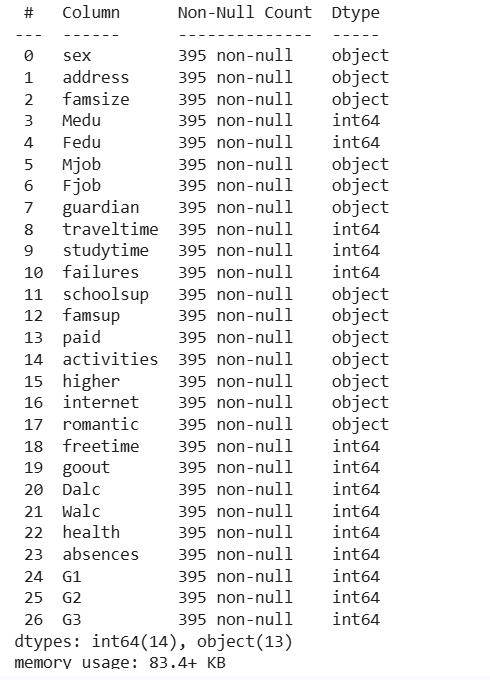 #   Column      Non-Null Count  Dtype
---  ------      --------------  -----
0   sex         395 non-null    object
1   address     395 non-null    object
2   famsize     395 non-null    object
3   Medu        395 non-null    int64
4   Fedu        395 non-null    int64
5   Mjob        395 non-null    object
6   Fjob        395 non-null    object
7   guardian    395 non-null    object
8   traveltime  395 non-null    int64
9   studytime   395 non-null    int64
10  failures    395 non-null    int64
11  schoolsup   395 non-null    object
12  famsup      395 non-null    object
13  paid        395 non-null    object
14  activities  395 non-null    object
15  higher      395 non-null    object
16  internet    395 non-null    object
17  romantic    395 non-null    object
18  freetime    395 non-null    int64
19  goout       395 non-null    int64
20  Dalc        395 non-null    int64
21  Walc        395 non-null    int64
22  health      395 non-null    int64
23  absences    395 non-null    int64
24  G1          395 non-null    int64
25  G2          395 non-null    int64
26  G3          395 non-null    int64
dtypes: int64(14), object(13)
memory usage: 83.4+ KB